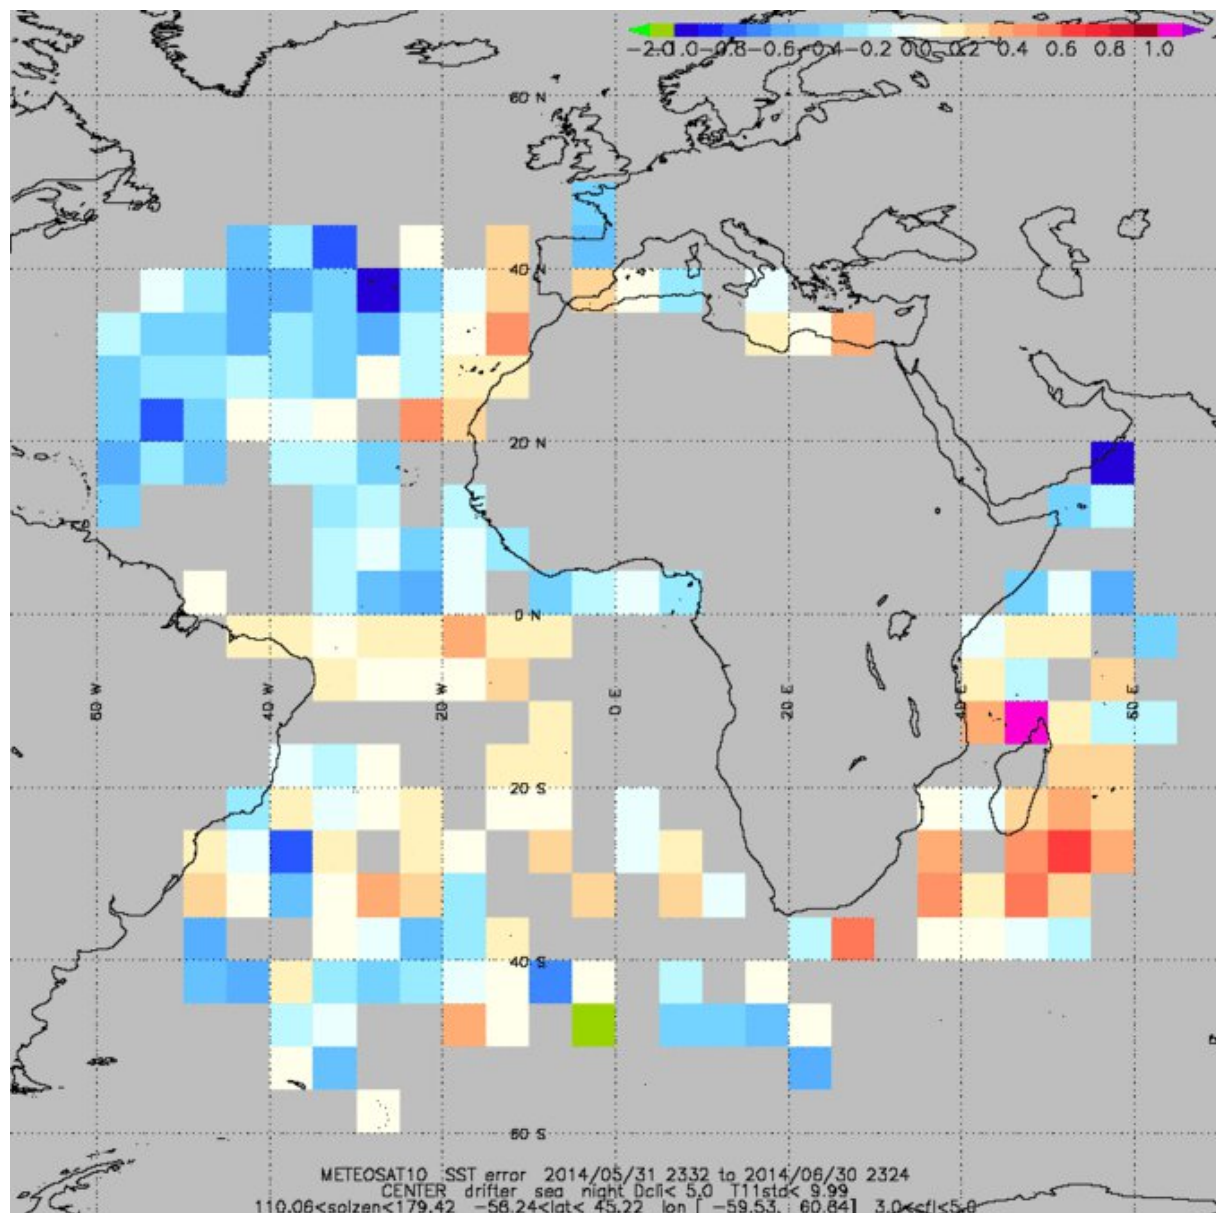 -2.0 -1.0 -0.8 -0.6 -0.4 -0.2 0.0 0.2 0.4 0.6 0.8 1.0
60 N
40 N
20 N
0 N
60 W 40 W 20 W 0 E 20 E 40 E 60 E
20 S
40 S
60 S
METEOSAT10 SST error 2014/05/31 2332 to 2014/06/30 2324
CENTER drifter sea night Dcfl< 5.0 T11std< 9.99
110.06<solzen<179.42 -58.24<lat< 45.22 lon [ -59.53, 60.84] 3.0<=cfl<5.0